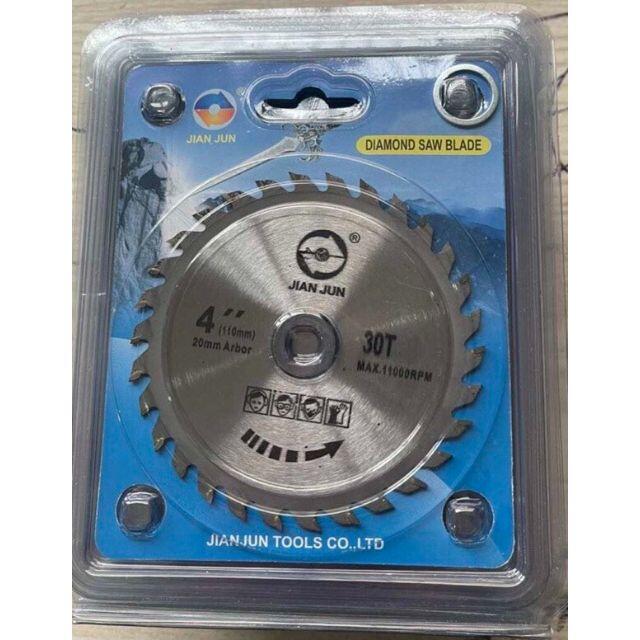 JIAN JUN
DIAMOND SAW BLADE
®
JIAN JUN
4″
(110mm)
20mm Arbor
30T
MAX.11000RPM
JIANJUN TOOLS CO.,LTD